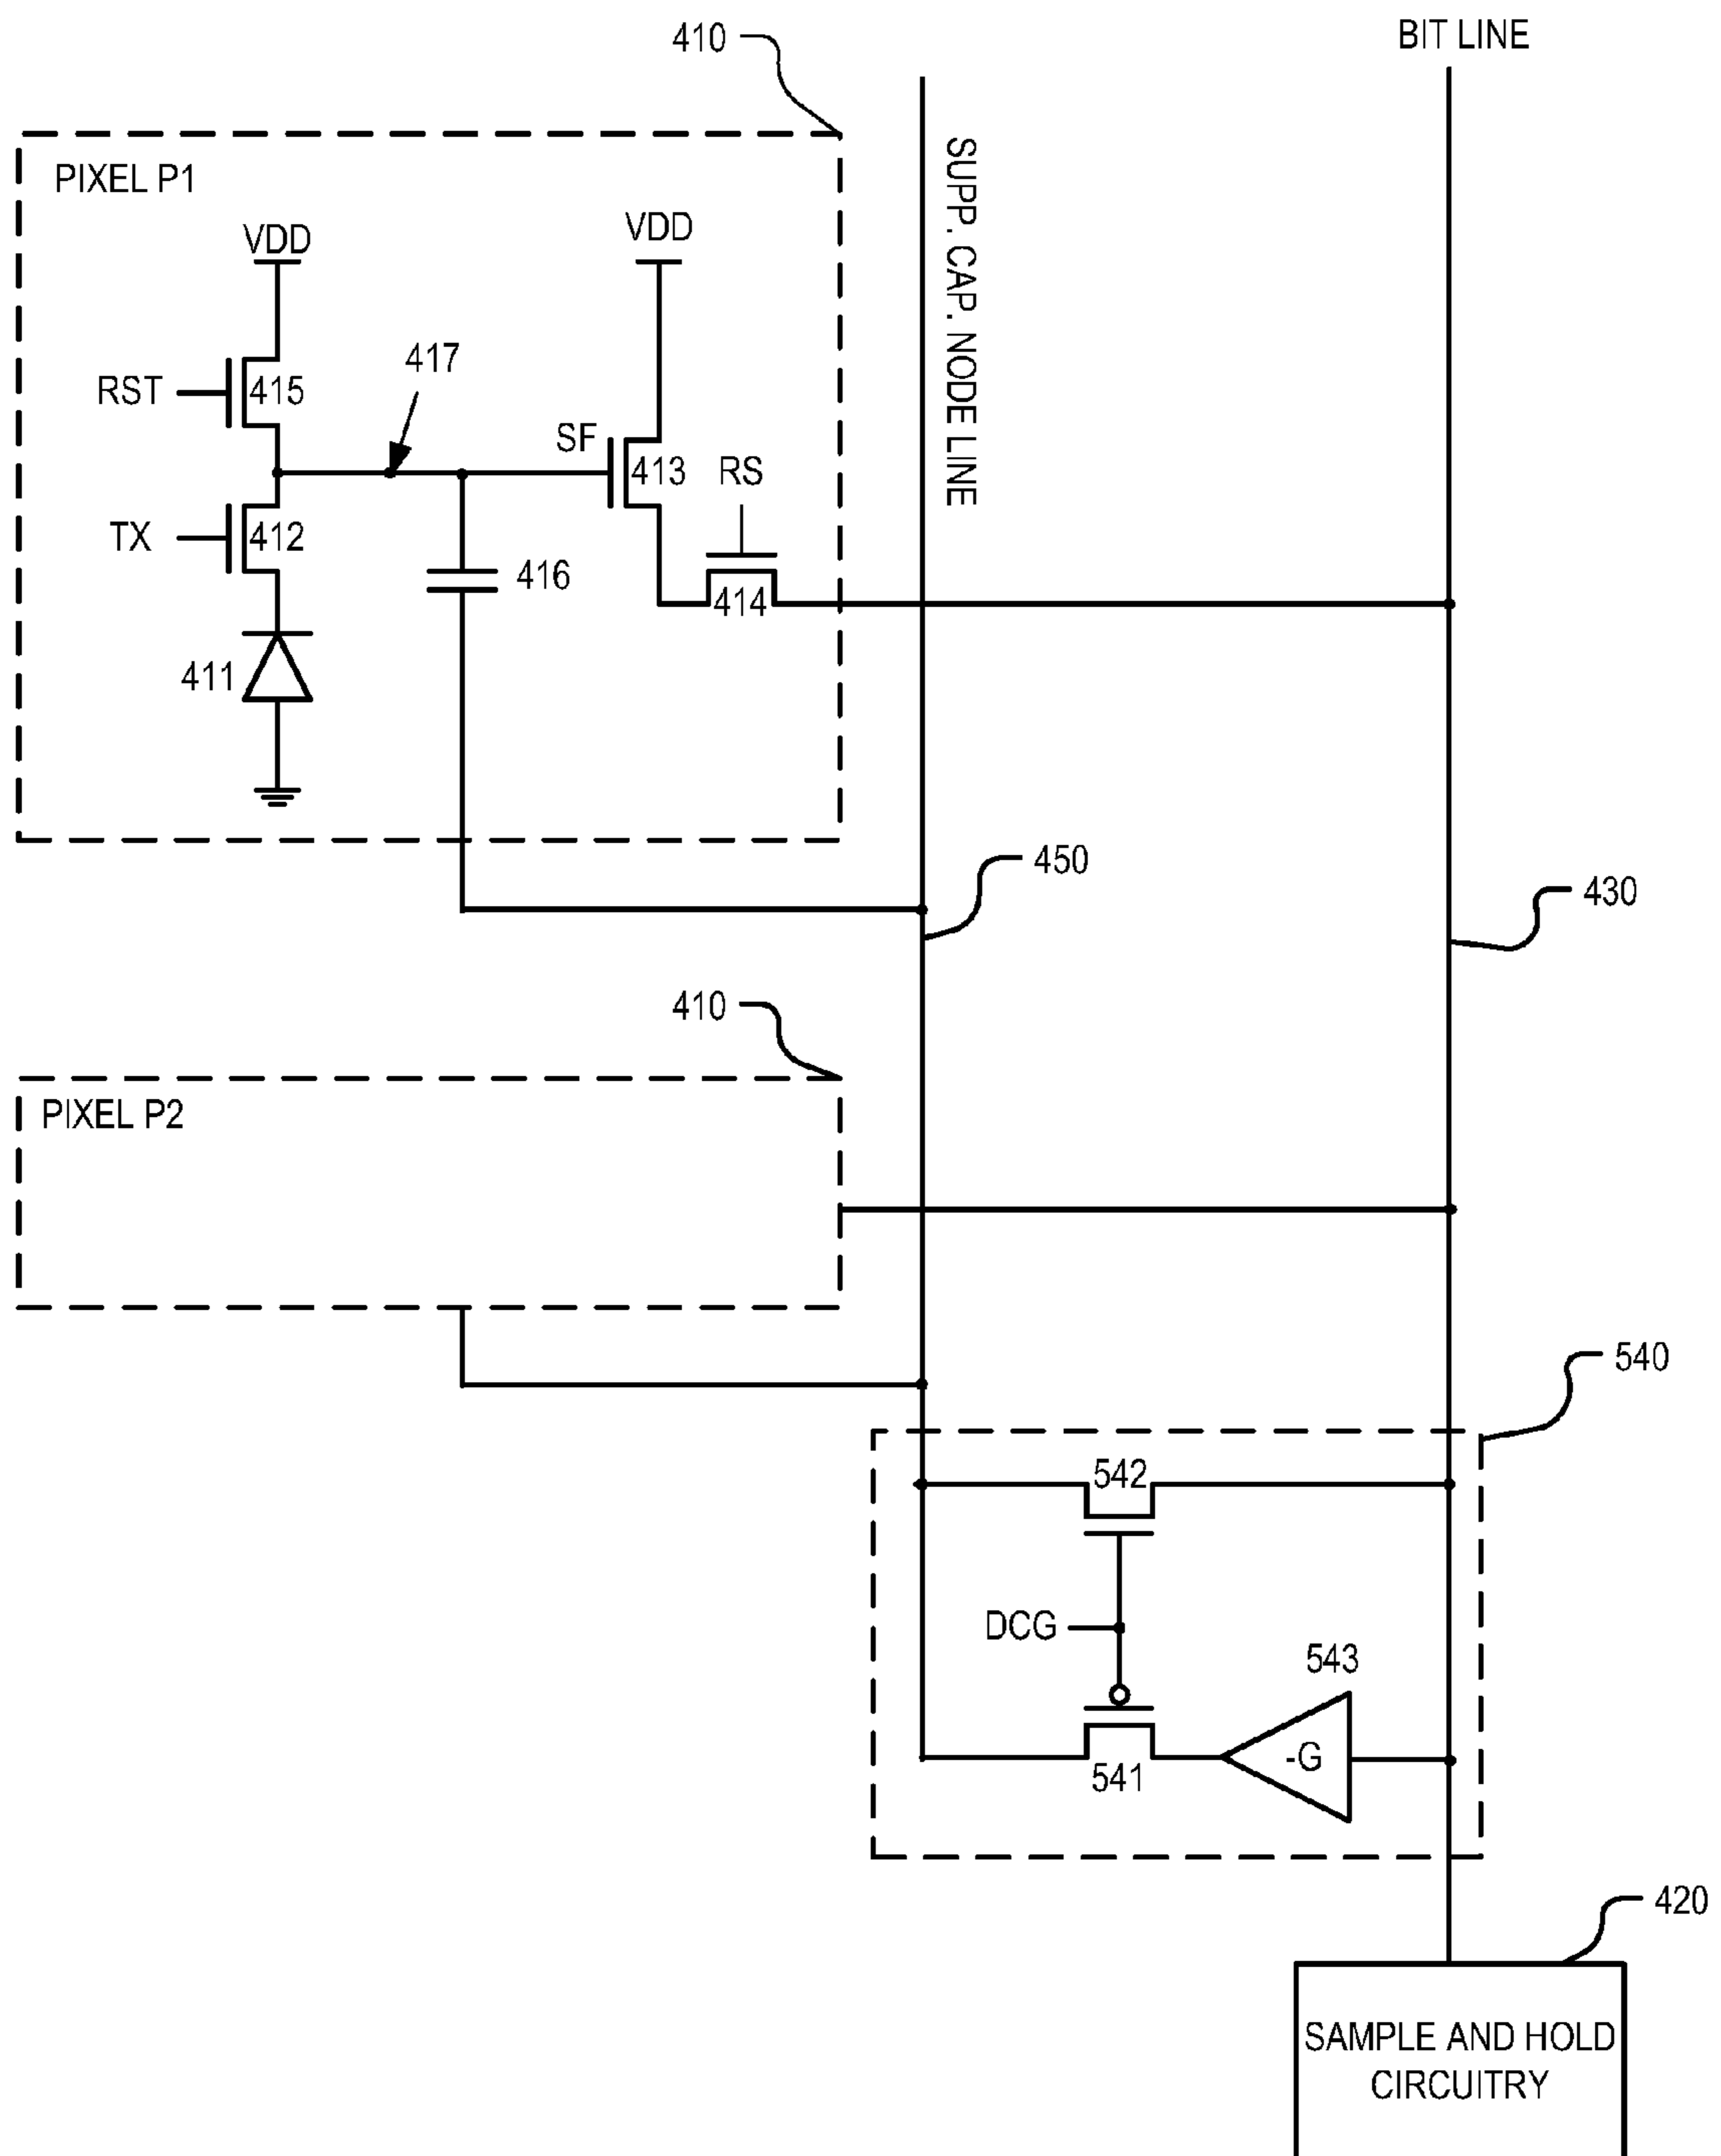 410
BIT LINE
PIXEL P1
SUPP. CAP. NODE LINE
VDD
VDD
417
RST
415
SF
413
RS
TX
412
416
414
411
450
430
410
PIXEL P2
540
542
DCG
543
-G
541
420
SAMPLE AND HOLD
CIRCUITRY